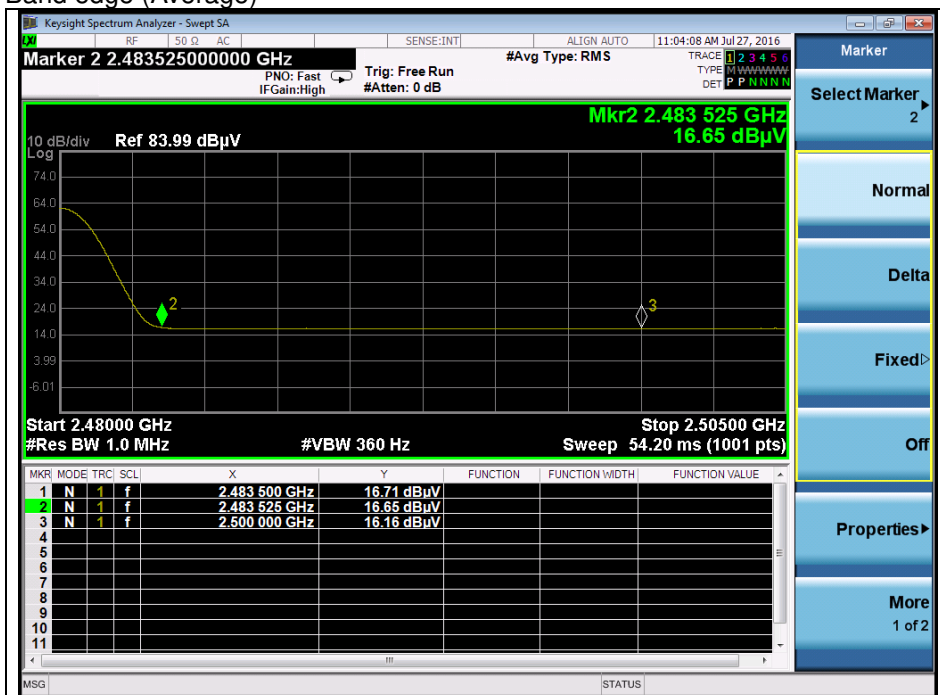 Band edge (Average)
Keysight Spectrum Analyzer - Swept SA
LXI RF 50 Ω AC SENSE:INT ALIGN AUTO 11:04:08 AM Jul 27, 2016
Marker 2 2.483525000000 GHz
PNO: Fast
IFGain:High
Trig: Free Run
#Atten: 0 dB
#Avg Type: RMS
TRACE 1 2 3 4 5 6
TYPE M WWWWW
DET P P N N N N
Mkr2 2.483 525 GHz
16.65 dBµV
10 dB/div Ref 83.99 dBµV
Log
74.0
64.0
54.0
44.0
34.0
24.0
14.0
3.99
-6.01
2
3
Start 2.48000 GHz Stop 2.50500 GHz
#Res BW 1.0 MHz #VBW 360 Hz Sweep 54.20 ms (1001 pts)
MKR MODE TRC SCL X Y FUNCTION FUNCTION WIDTH FUNCTION VALUE
1 N 1 f 2.483 500 GHz 16.71 dBµV
2 N 1 f 2.483 525 GHz 16.65 dBµV
3 N 1 f 2.500 000 GHz 16.16 dBµV
4
5
6
7
8
9
10
11
MSG STATUS
Marker
Select Marker
2
Normal
Delta
Fixed
Off
Properties
More
1 of 2